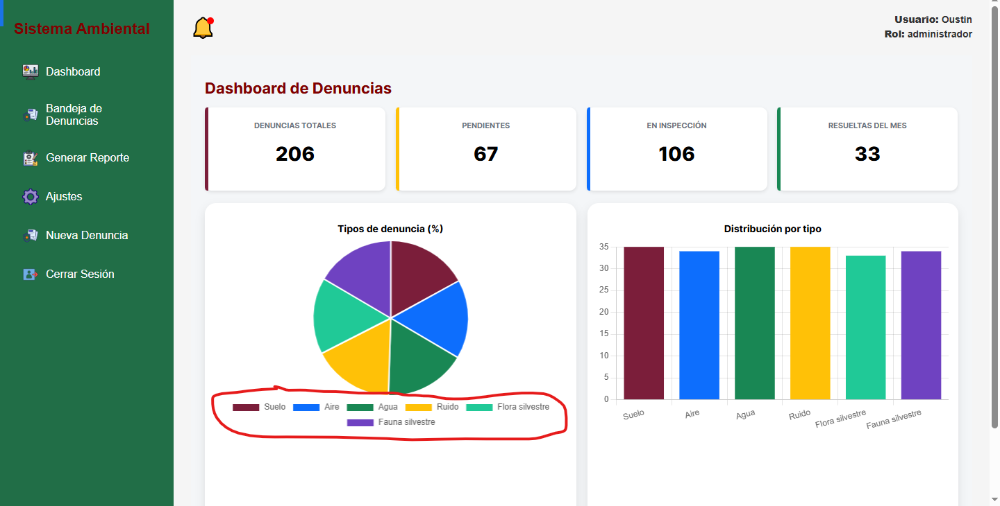 Sistema Ambiental
Dashboard
Bandeja de
Denuncias
Generar Reporte
Ajustes
Nueva Denuncia
Cerrar Sesión
Usuario: Oustin
Rol: administrador
Dashboard de Denuncias
DENUNCIAS TOTALES
206
PENDIENTES
67
EN INSPECCIÓN
106
RESUELTAS DEL MES
33
Tipos de denuncia (%)
Suelo Aire Agua Ruido Flora silvestre
Fauna silvestre
Distribución por tipo
35
30
25
20
15
10
5
0
Suelo Aire Agua Ruido Flora silvestre Fauna silvestre